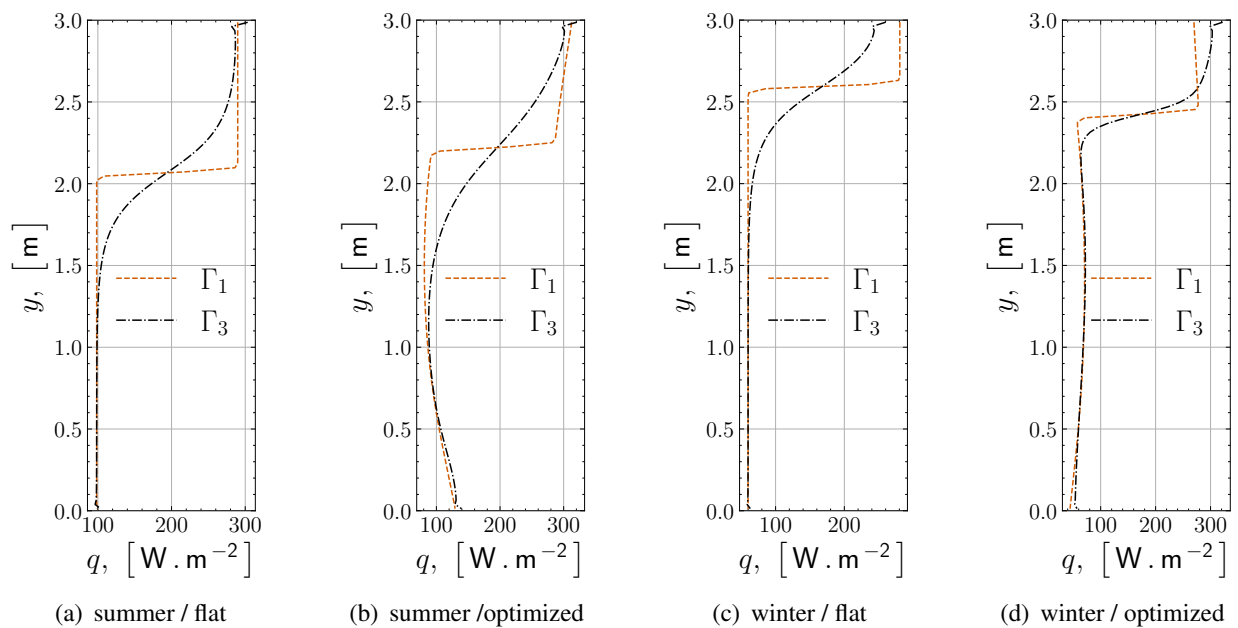 3.0
2.5
2.0
1.5
1.0
0.5
0.0
y, [m]
Γ1
Γ3
100 200 300
q, [W . m−2]
(a) summer / flat
3.0
2.5
2.0
1.5
1.0
0.5
0.0
y, [m]
Γ1
Γ3
100 200 300
q, [W . m−2]
(b) summer /optimized
3.0
2.5
2.0
1.5
1.0
0.5
0.0
y, [m]
Γ1
Γ3
100 200
q, [W . m−2]
(c) winter / flat
3.0
2.5
2.0
1.5
1.0
0.5
0.0
y, [m]
Γ1
Γ3
100 200 300
q, [W . m−2]
(d) winter / optimized